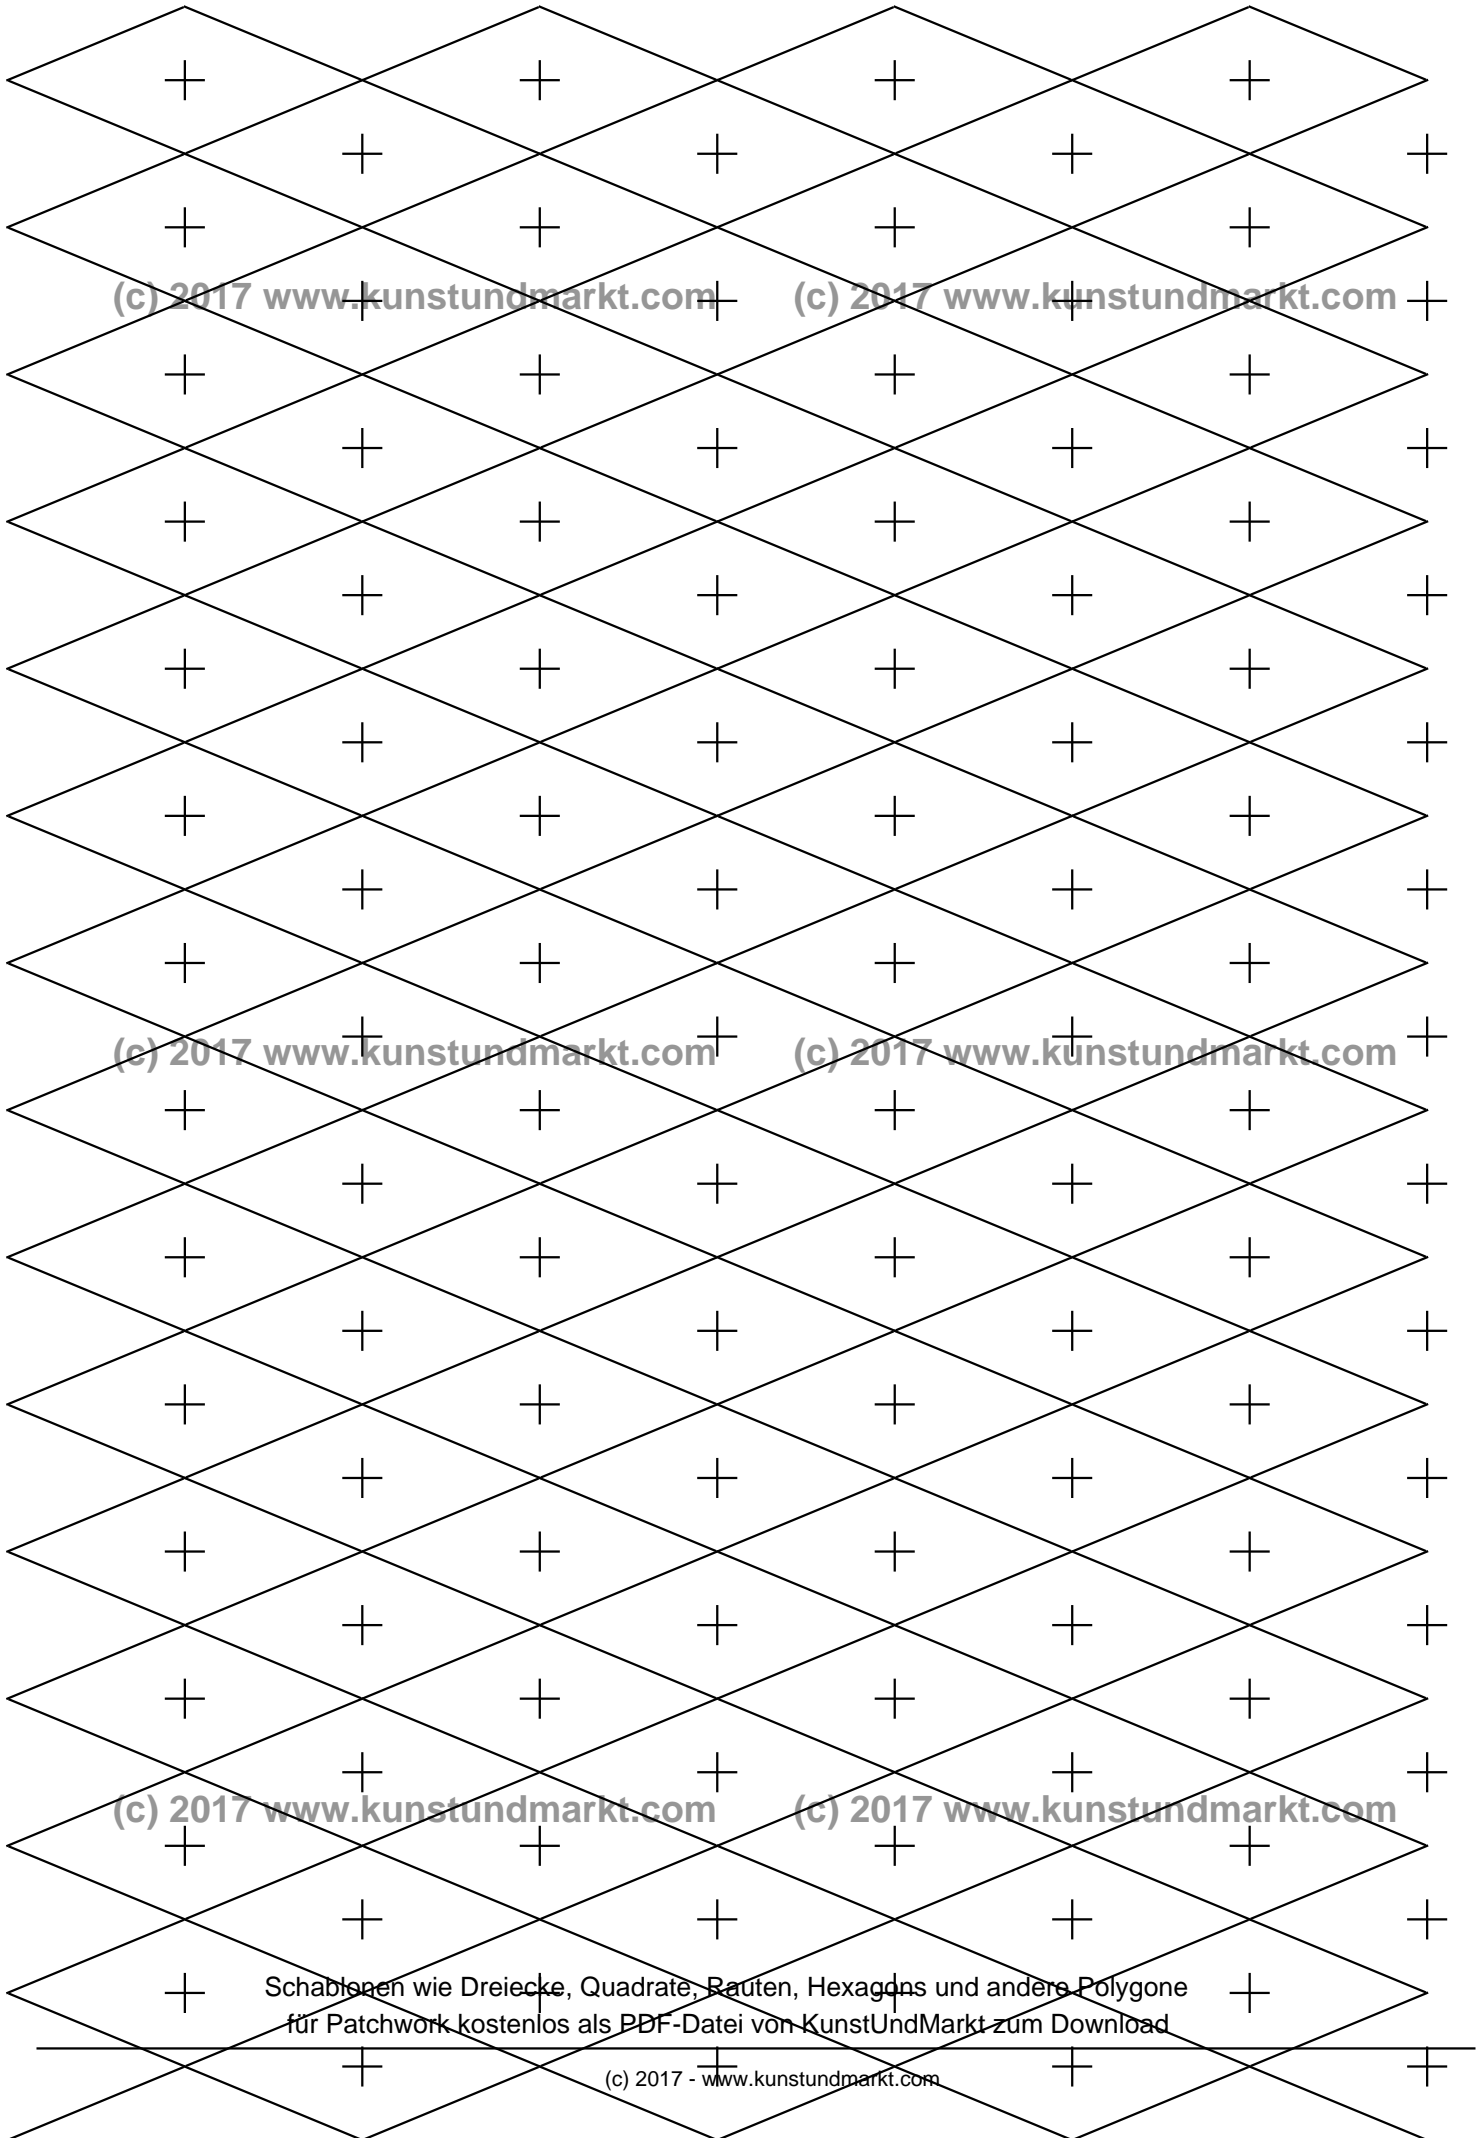 (c) 2017 www.kunstundmarkt.com (c) 2017 www.kunstundmarkt.com
(c) 2017 www.kunstundmarkt.com (c) 2017 www.kunstundmarkt.com
(c) 2017 www.kunstundmarkt.com (c) 2017 www.kunstundmarkt.com
Schablonen wie Dreiecke, Quadrate, Rauten, Hexagons und andere Polygone
für Patchwork kostenlos als PDF-Datei von KunstUndMarkt zum Download
(c) 2017 - www.kunstundmarkt.com